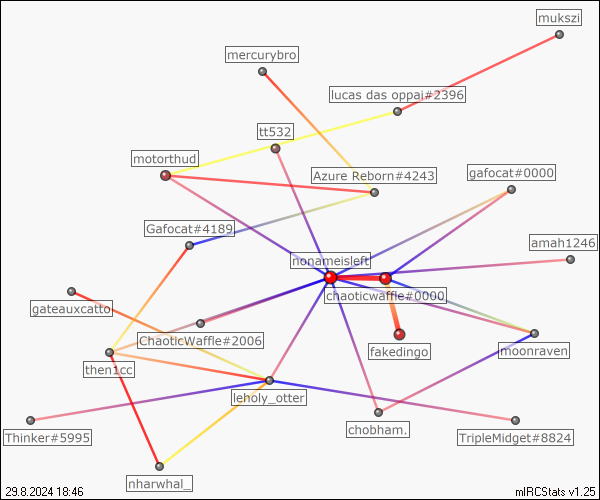 mukszi
mercurybro
lucas das oppai#2396
tt532
motorthud
Azure Reborn#4243
gafocat#0000
Gafocat#4189
amah1246
nonameisleft
chaoticwaffle#0000
gateauxcatto
ChaoticWaffle#2006
fakedingo
moonraven
then1cc
leholy_otter
chobham.
Thinker#5995
TripleMidget#8824
nharwhal_
29.8.2024 18:46
mIRCStats v1.25